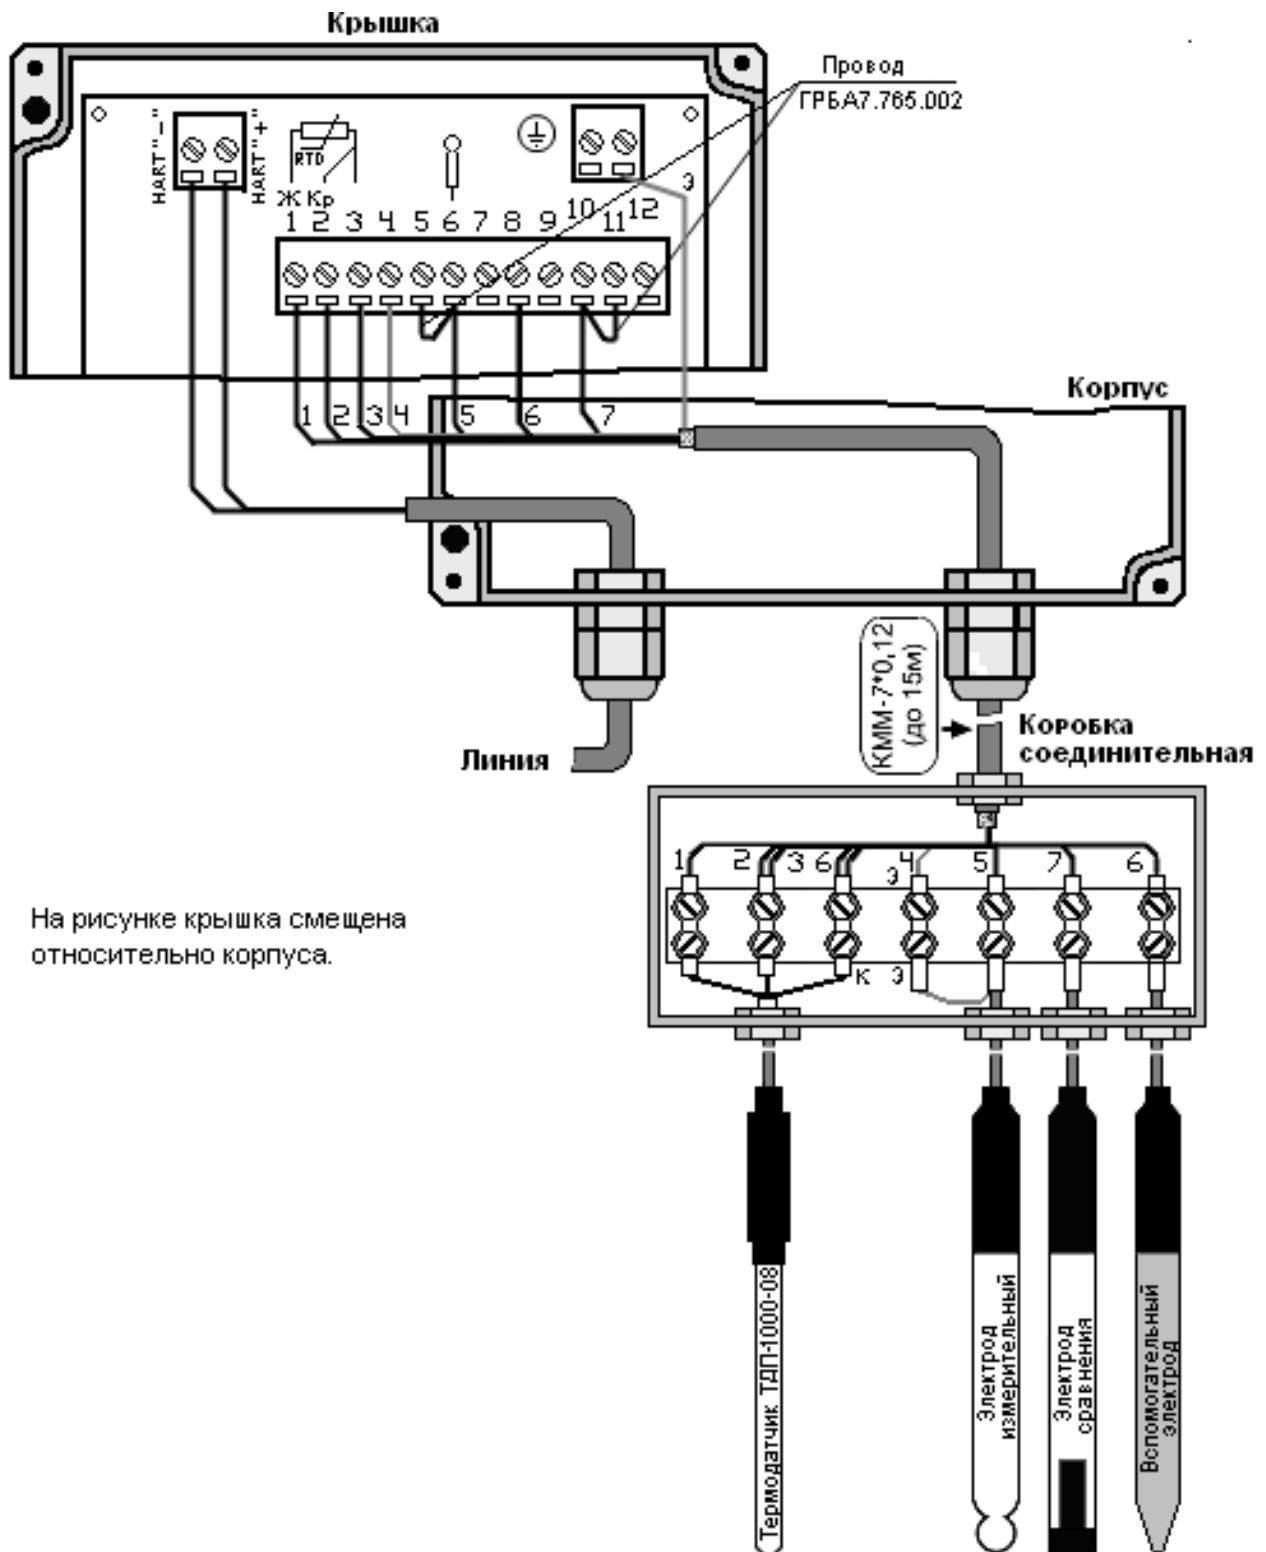 Крышка
Провод
ГРБА7.765.002
HART"-"
HART"+"
RTD
Ж Кр
Э
1 2 3 4 5 6 7 8 9 10 11 12
Корпус
1 2 3 4 5 6 7
КММ-7*0,12
(до 15м)
Линия
Коробка
соединительная
1 2 3 6 4 5 7 6
Э
На рисунке крышка смещена
относительно корпуса.
К Э
Термодатчик ТДП-1000-08
Электрод
измерительный
Электрод
сравнения
Вспомогательный
электрод